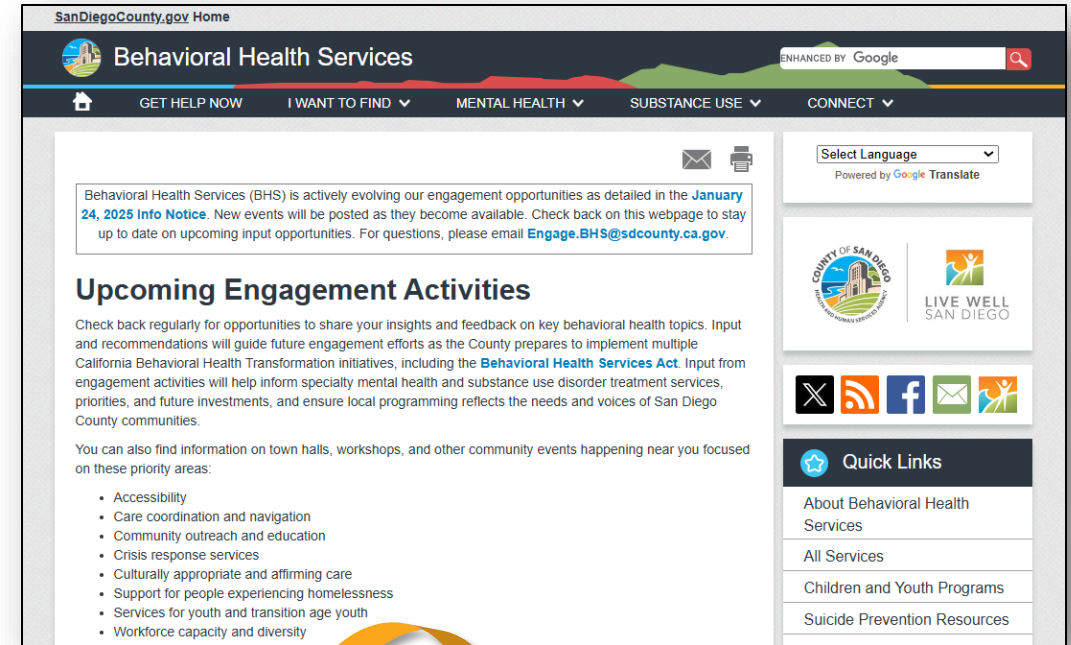 SanDiegoCounty.gov Home
Behavioral Health Services
ENHANCED BY Google
GET HELP NOW
I WANT TO FIND
MENTAL HEALTH
SUBSTANCE USE
CONNECT
Behavioral Health Services (BHS) is actively evolving our engagement opportunities as detailed in the January
24, 2025 Info Notice. New events will be posted as they become available. Check back on this webpage to stay
up to date on upcoming input opportunities. For questions, please email Engage.BHS@sdcounty.ca.gov.
Upcoming Engagement Activities
Check back regularly for opportunities to share your insights and feedback on key behavioral health topics. Input
and recommendations will guide future engagement efforts as the County prepares to implement multiple
California Behavioral Health Transformation initiatives, including the Behavioral Health Services Act. Input from
engagement activities will help inform specialty mental health and substance use disorder treatment services,
priorities, and future investments, and ensure local programming reflects the needs and voices of San Diego
County communities.
You can also find information on town halls, workshops, and other community events happening near you focused
on these priority areas:
• Accessibility
• Care coordination and navigation
• Community outreach and education
• Crisis response services
• Culturally appropriate and affirming care
• Support for people experiencing homelessness
• Services for youth and transition age youth
• Workforce capacity and diversity
Select Language
Powered by Google Translate
COUNTY OF SAN DIEGO
HEALTH AND HUMAN SERVICES AGENCY
LIVE WELL
SAN DIEGO
Quick Links
About Behavioral Health
Services
All Services
Children and Youth Programs
Suicide Prevention Resources